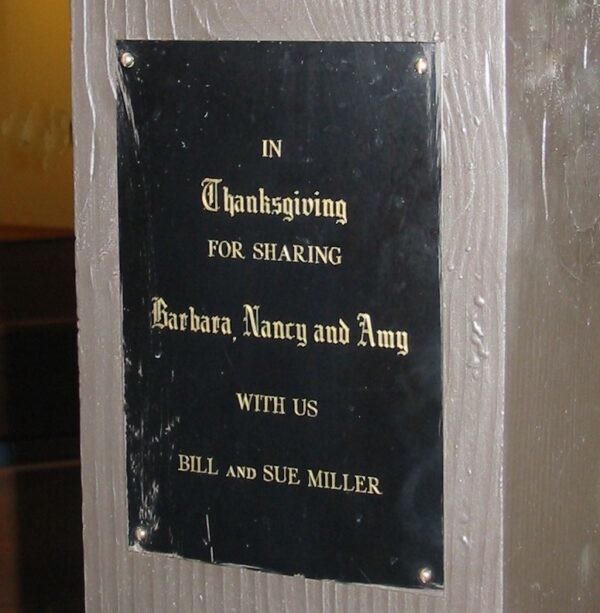 IN
Thanksgiving
FOR SHARING
Barbara, Nancy and Amy
WITH US
BILL AND SUE MILLER